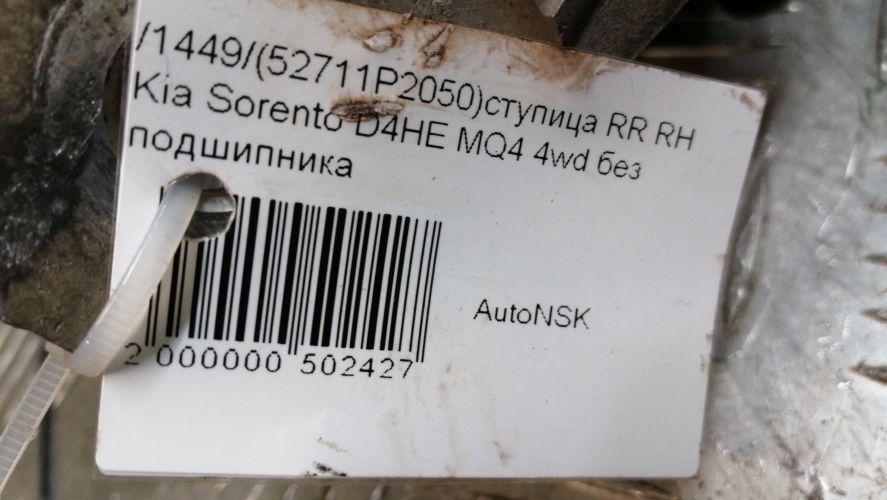 /1449/(52711P2050)ступица RR RH
Kia Sorento D4HE MQ4 4wd без
подшипника
AutoNSK
2 000000 502427